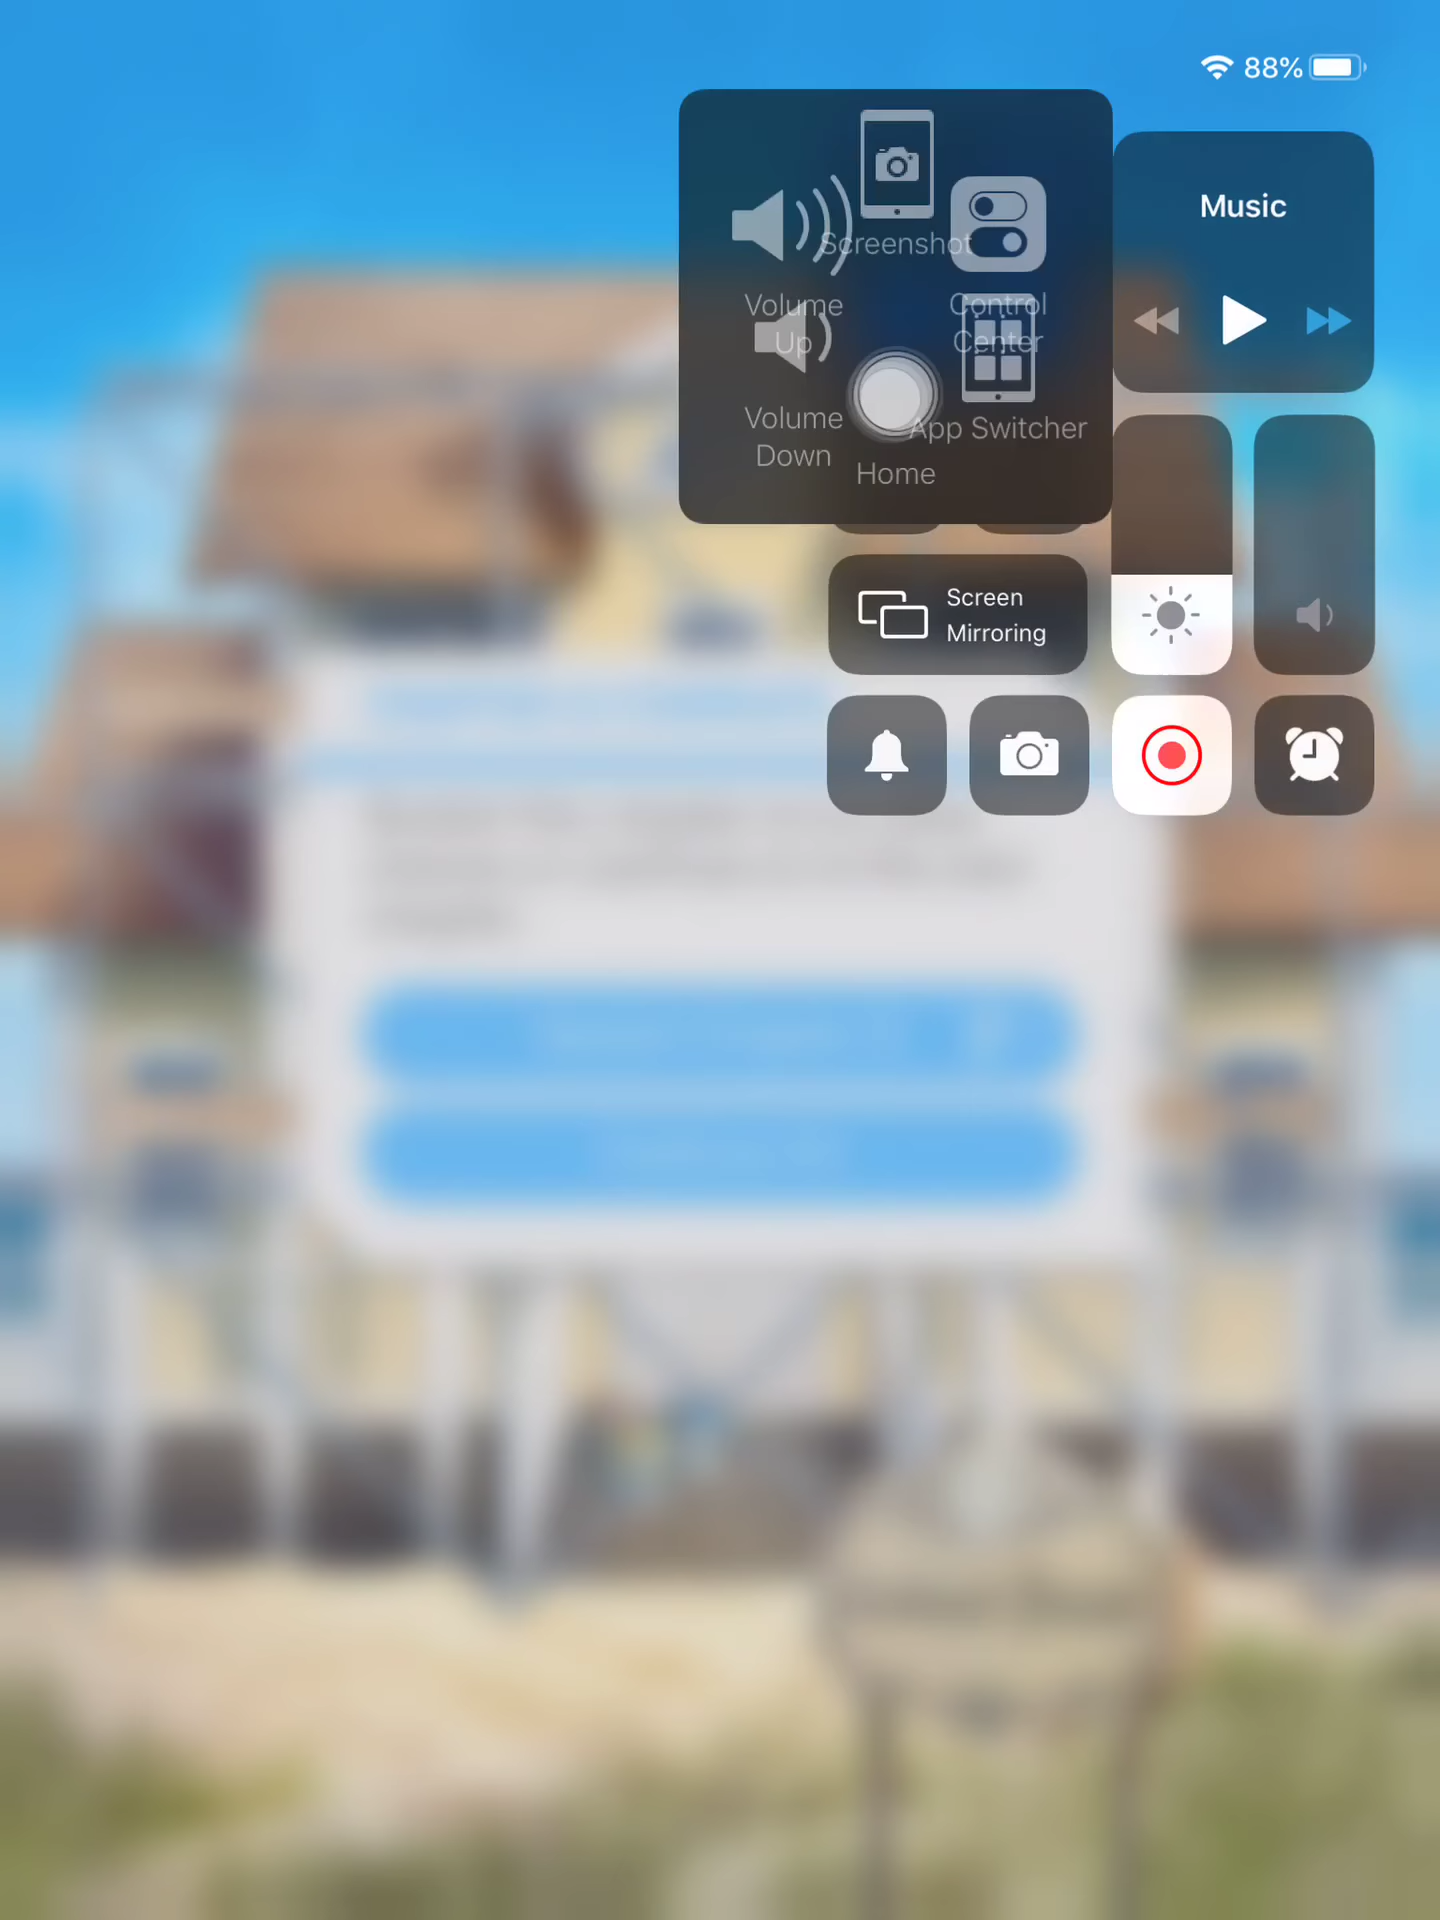 88%
Screenshot
Volume
Up
Control
Center
Volume
Down
App Switcher
Home
Music
Screen
Mirroring